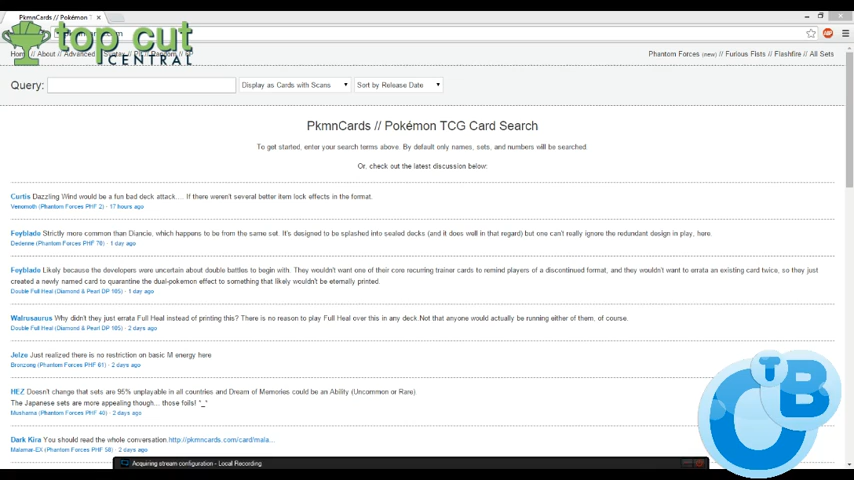 PkmnCards // Pokémon T
top cut
CENTRAL
Home // About // Advanced
Phantom Forces (new) // Furious Fists // Flashfire // All Sets
Query:
Display as Cards with Scans
Sort by Release Date
PkmnCards // Pokémon TCG Card Search
To get started, enter your search terms above. By default only names, sets, and numbers will be searched.
Or, check out the latest discussion below:
Curtis Dazzling Wind would be a fun bad deck attack.... If there weren't several better item lock effects in the format.
Venomoth (Phantom Forces PHF 2) · 17 hours ago
Feyblade Strictly more common than Diancie, which happens to be from the same set. It's designed to be splashed into sealed decks (and it does well in that regard) but one can't really ignore the redundant design in play, here.
Dedenne (Phantom Forces PHF 70) · 1 day ago
Feyblade Likely because the developers were uncertain about double battles to begin with. They wouldn't want one of their core recurring trainer cards to remind players of a discontinued format, and they wouldn't want to errata an existing card twice, so they just
created a newly named card to quarantine the dual-pokemon effect to something that likely wouldn't be eternally printed.
Double Full Heal (Diamond & Pearl DP 105) · 1 day ago
Walrusaurus Why didn't they just errata Full Heal instead of printing this? There is no reason to play Full Heal over this in any deck.Not that anyone would actually be running either of them, of course.
Double Full Heal (Diamond & Pearl DP 105) · 2 days ago
Jelze Just realized there is no restriction on basic M energy here
Bronzong (Phantom Forces PHF 61) · 2 days ago
HEZ Doesn't change that sets are 95% unplayable in all countries and Dream of Memories could be an Ability (Uncommon or Rare).
The Japanese sets are more appealing though... those foils! ^_^
Musharna (Phantom Forces PHF 40) · 2 days ago
Dark Kira You should read the whole conversation.http://pkmncards.com/card/mala...
Malamar-EX (Phantom Forces PHF 58) · 2 days ago
Acquiring stream configuration - Local Recording
T
U
B